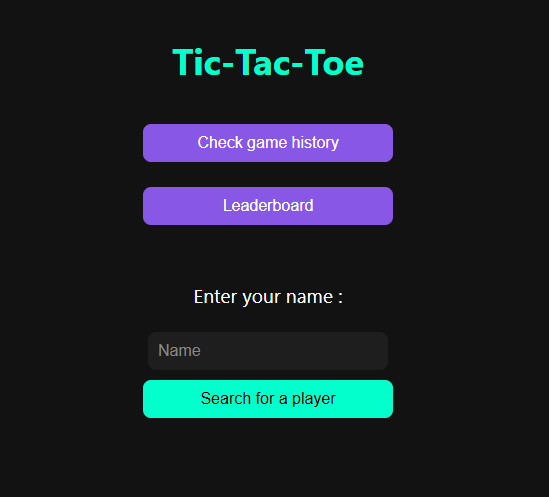 Tic-Tac-Toe
Check game history
Leaderboard
Enter your name :
Name
Search for a player